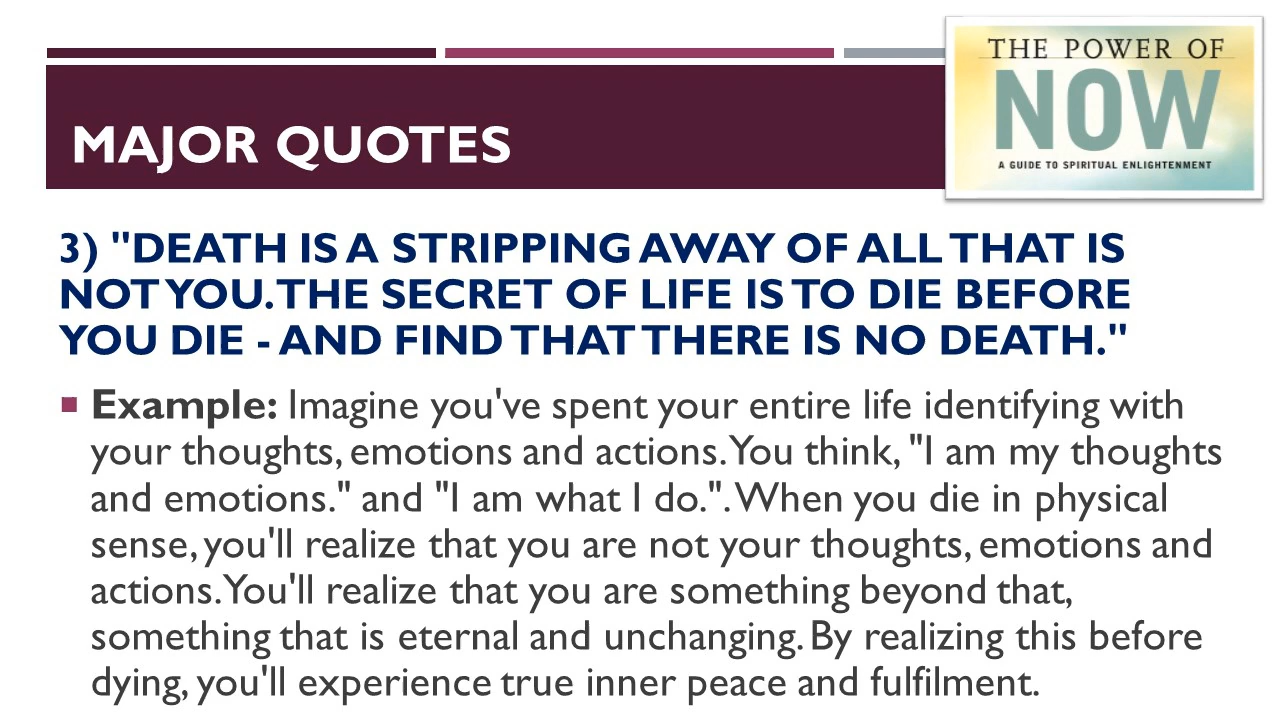 THE POWER OF
NOW
A GUIDE TO SPIRITUAL ENLIGHTENMENT
MAJOR QUOTES
3) "DEATH IS A STRIPPING AWAY OF ALL THAT IS
NOT YOU. THE SECRET OF LIFE IS TO DIE BEFORE
YOU DIE - AND FIND THAT THERE IS NO DEATH."
Example: Imagine you've spent your entire life identifying with
your thoughts, emotions and actions. You think, "I am my thoughts
and emotions." and "I am what I do.". When you die in physical
sense, you'll realize that you are not your thoughts, emotions and
actions. You'll realize that you are something beyond that,
something that is eternal and unchanging. By realizing this before
dying, you'll experience true inner peace and fulfilment.